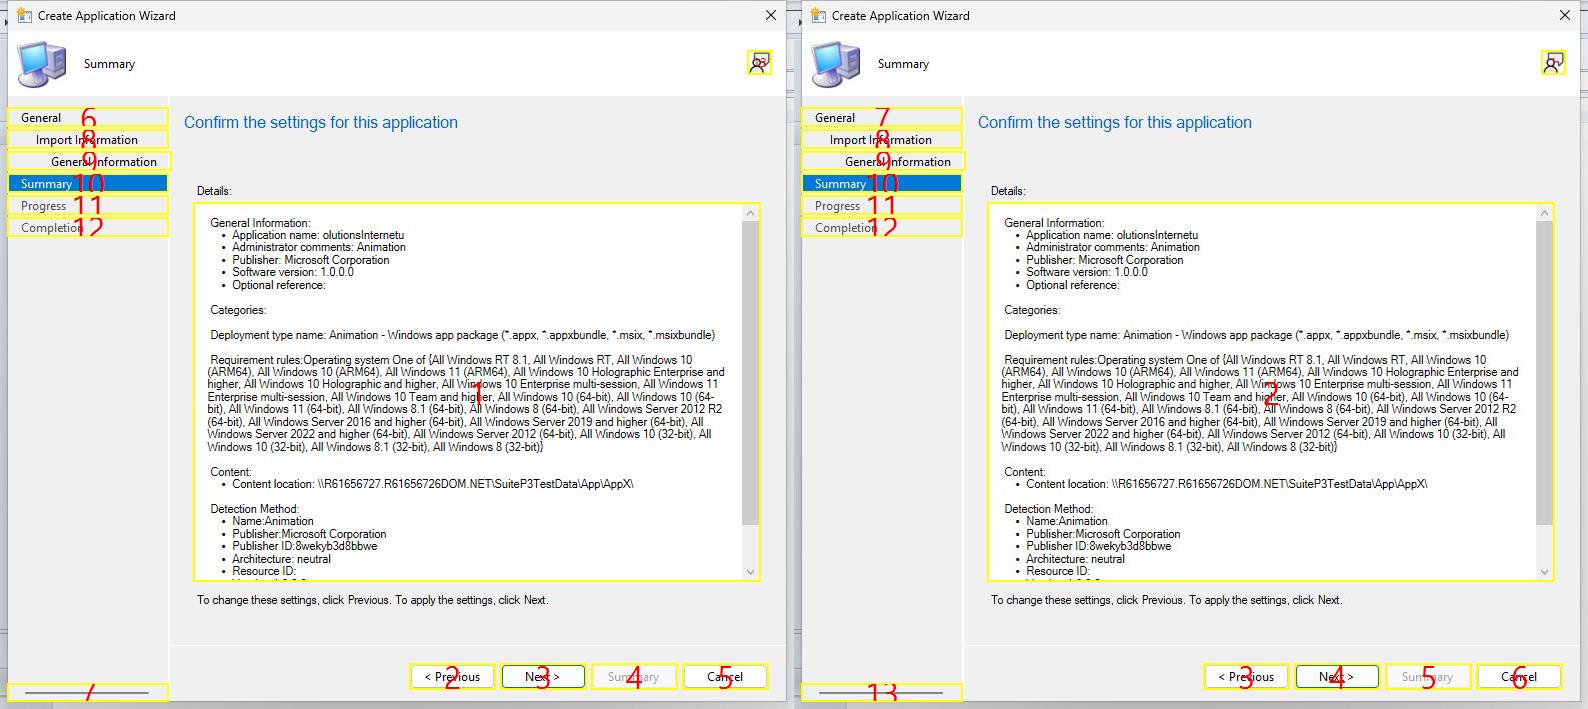 Create Application Wizard
Summary
13
General 6
Import Information 8
General Information 9
Summary 10
Progress 11
Completion 12
7
Confirm the settings for this application
Details:
General Information:
• Application name: olutionsInternetu
• Administrator comments: Animation
• Publisher: Microsoft Corporation
• Software version: 1.0.0.0
• Optional reference:
Categories:
Deployment type name: Animation - Windows app package (*.appx, *.appxbundle, *.msix, *.msixbundle)
Requirement rules:Operating system One of {All Windows RT 8.1, All Windows RT, All Windows 10
(ARM64), All Windows 10 (ARM64), All Windows 11 (ARM64), All Windows 10 Holographic Enterprise and
higher, All Windows 10 Holographic and higher, All Windows 10 Enterprise multi-session, All Windows 11
Enterprise multi-session, All Windows 10 Team and higher, All Windows 10 (64-bit), All Windows 10 (64-
bit), All Windows 11 (64-bit), All Windows 8.1 (64-bit), All Windows 8 (64-bit), All Windows Server 2012 R2
(64-bit), All Windows Server 2016 and higher (64-bit), All Windows Server 2019 and higher (64-bit), All
Windows Server 2022 and higher (64-bit), All Windows Server 2012 (64-bit), All Windows 10 (32-bit), All
Windows 10 (32-bit), All Windows 8.1 (32-bit), All Windows 8 (32-bit)}
1
Content:
• Content location: \\R61656727.R61656726DOM.NET\SuiteP3TestData\App\AppX\
Detection Method:
• Name:Animation
• Publisher:Microsoft Corporation
• Publisher ID:8wekyb3d8bbwe
• Architecture: neutral
• Resource ID:
To change these settings, click Previous. To apply the settings, click Next.
< Previous 2
Next > 3
Summary 4
Cancel 5
Create Application Wizard
Summary
General 7
Import Information 8
General Information 9
Summary 10
Progress 11
Completion 12
13
Confirm the settings for this application
Details:
General Information:
• Application name: olutionsInternetu
• Administrator comments: Animation
• Publisher: Microsoft Corporation
• Software version: 1.0.0.0
• Optional reference:
Categories:
Deployment type name: Animation - Windows app package (*.appx, *.appxbundle, *.msix, *.msixbundle)
Requirement rules:Operating system One of {All Windows RT 8.1, All Windows RT, All Windows 10
(ARM64), All Windows 10 (ARM64), All Windows 11 (ARM64), All Windows 10 Holographic Enterprise and
higher, All Windows 10 Holographic and higher, All Windows 10 Enterprise multi-session, All Windows 11
Enterprise multi-session, All Windows 10 Team and higher, All Windows 10 (64-bit), All Windows 10 (64-
bit), All Windows 11 (64-bit), All Windows 8.1 (64-bit), All Windows 8 (64-bit), All Windows Server 2012 R2
(64-bit), All Windows Server 2016 and higher (64-bit), All Windows Server 2019 and higher (64-bit), All
Windows Server 2022 and higher (64-bit), All Windows Server 2012 (64-bit), All Windows 10 (32-bit), All
Windows 10 (32-bit), All Windows 8.1 (32-bit), All Windows 8 (32-bit)}
2
Content:
• Content location: \\R61656727.R61656726DOM.NET\SuiteP3TestData\App\AppX\
Detection Method:
• Name:Animation
• Publisher:Microsoft Corporation
• Publisher ID:8wekyb3d8bbwe
• Architecture: neutral
• Resource ID:
To change these settings, click Previous. To apply the settings, click Next.
< Previous 3
Next > 4
Summary 5
Cancel 6